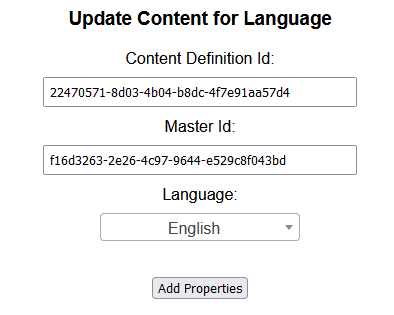 Update Content for Language
Content Definition Id:
22470571-8d03-4b04-b8dc-4f7e91aa57d4
Master Id:
f16d3263-2e26-4c97-9644-e529c8f043bd
Language:
English
Add Properties